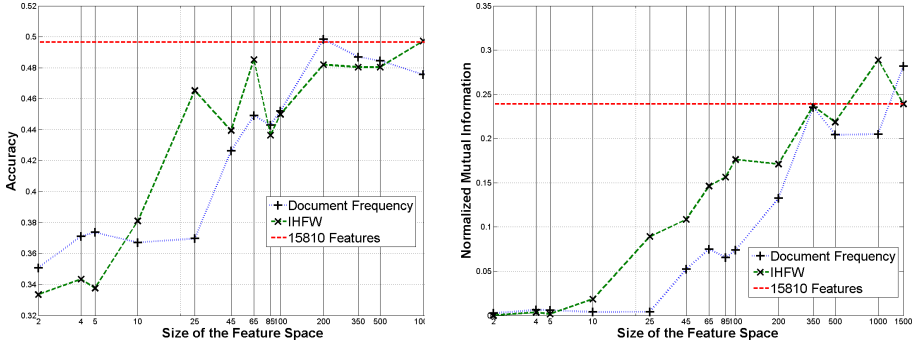 0.52
0.5
0.48
0.46
0.44
0.42
0.4
0.38
0.36
0.34
0.32
Accuracy
Document Frequency
IHFW
15810 Features
2 4 5 10 25 45 65 85 100 200 350 500 100
Size of the Feature Space
0.35
0.3
0.25
0.2
0.15
0.1
0.05
0
Normalized Mutual Information
Document Frequency
IHFW
15810 Features
2 4 5 10 25 45 65 85 100 200 350 500 1000 1500
Size of the Feature Space